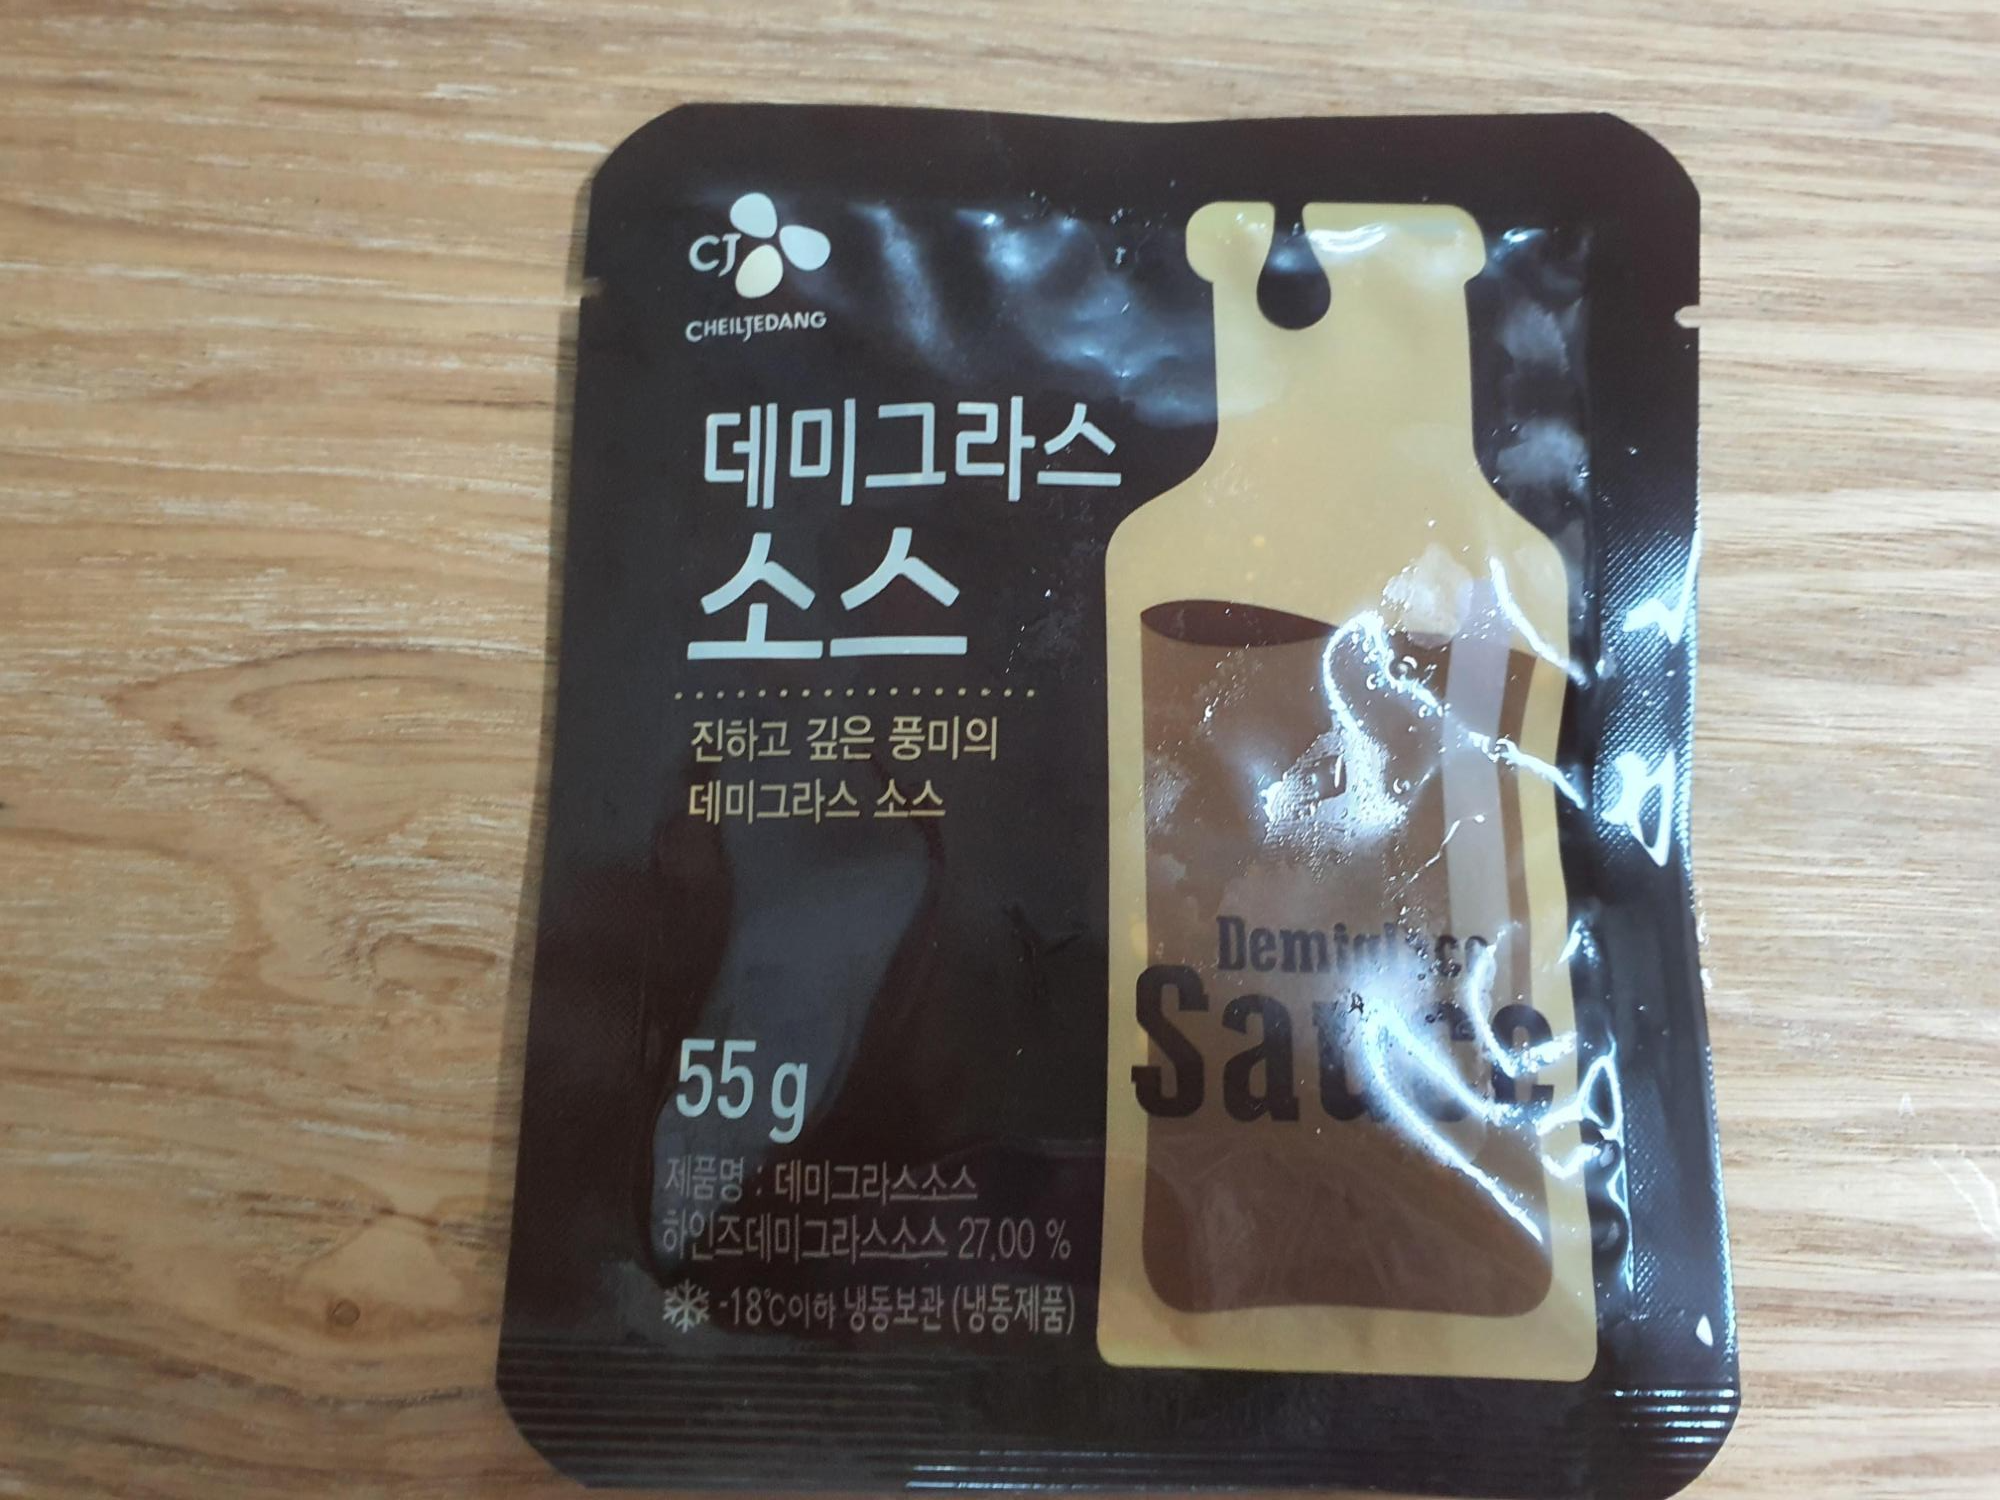 CJ
CHEILJEDANG
데미그라스
소스
진하고 깊은 풍미의
데미그라스 소스
Demiglace
Sauce
55g
제품명 : 데미그라스소스
하인즈데미그라스소스 27.00 %
-18℃이하 냉동보관 (냉동제품)